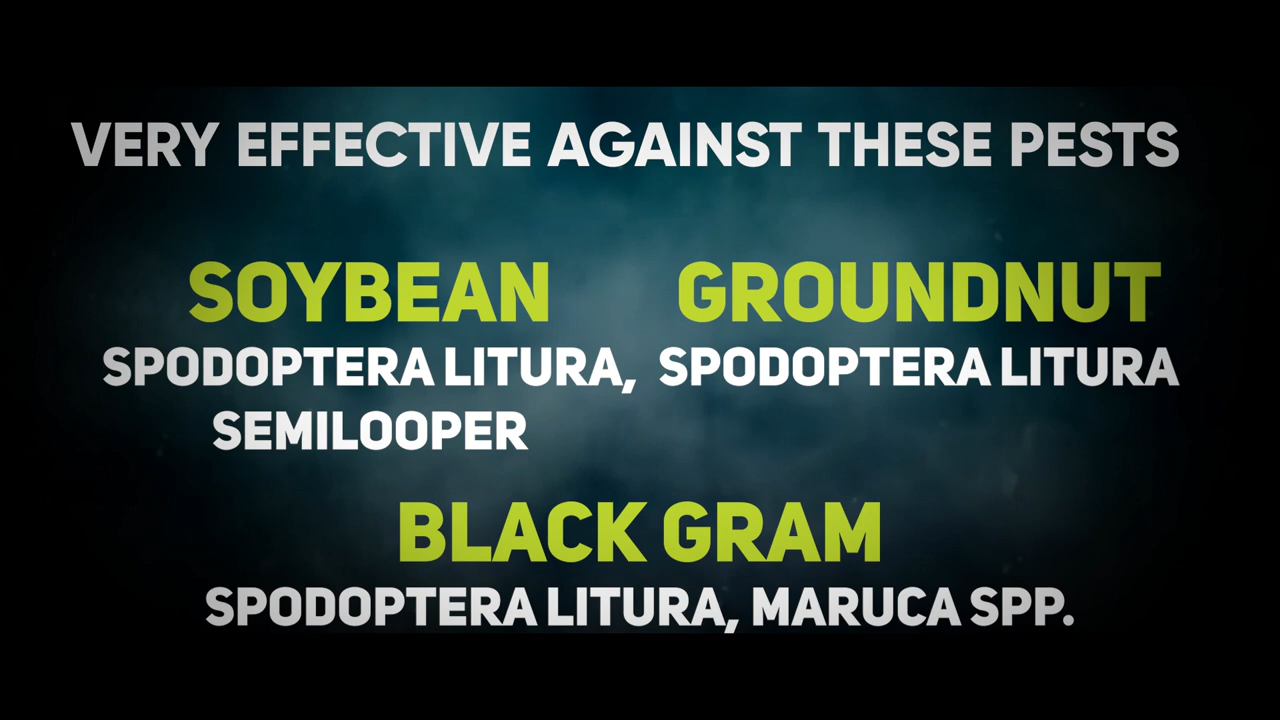 VERY EFFECTIVE AGAINST THESE PESTS
SOYBEAN
SPODOPTERA LITURA,
SEMILOOPER
GROUNDNUT
SPODOPTERA LITURA
BLACK GRAM
SPODOPTERA LITURA, MARUCA SPP.